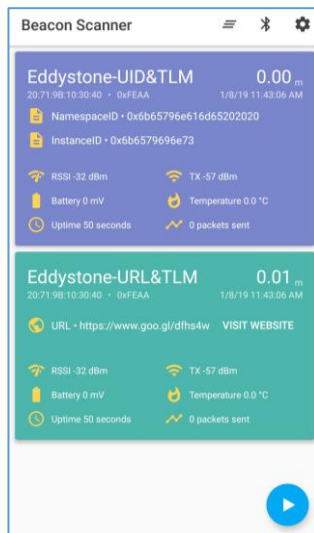 Beacon Scanner
Eddystone-UID&TLM 0.00 m
20:71:9B:10:30:40 • 0xFEAA 1/8/19 11:43:06 AM
NamespaceID • 0x6b65796e616d65202020
InstanceID • 0x6b6579696e73
RSSI -32 dBm TX -57 dBm
Battery 0 mV Temperature 0.0 °C
Uptime 50 seconds 0 packets sent
Eddystone-URL&TLM 0.01 m
20:71:9B:10:30:40 • 0xFEAA 1/8/19 11:43:06 AM
URL • https://www.goo.gl/dfhs4w VISIT WEBSITE
RSSI -32 dBm TX -57 dBm
Battery 0 mV Temperature 0.0 °C
Uptime 50 seconds 0 packets sent